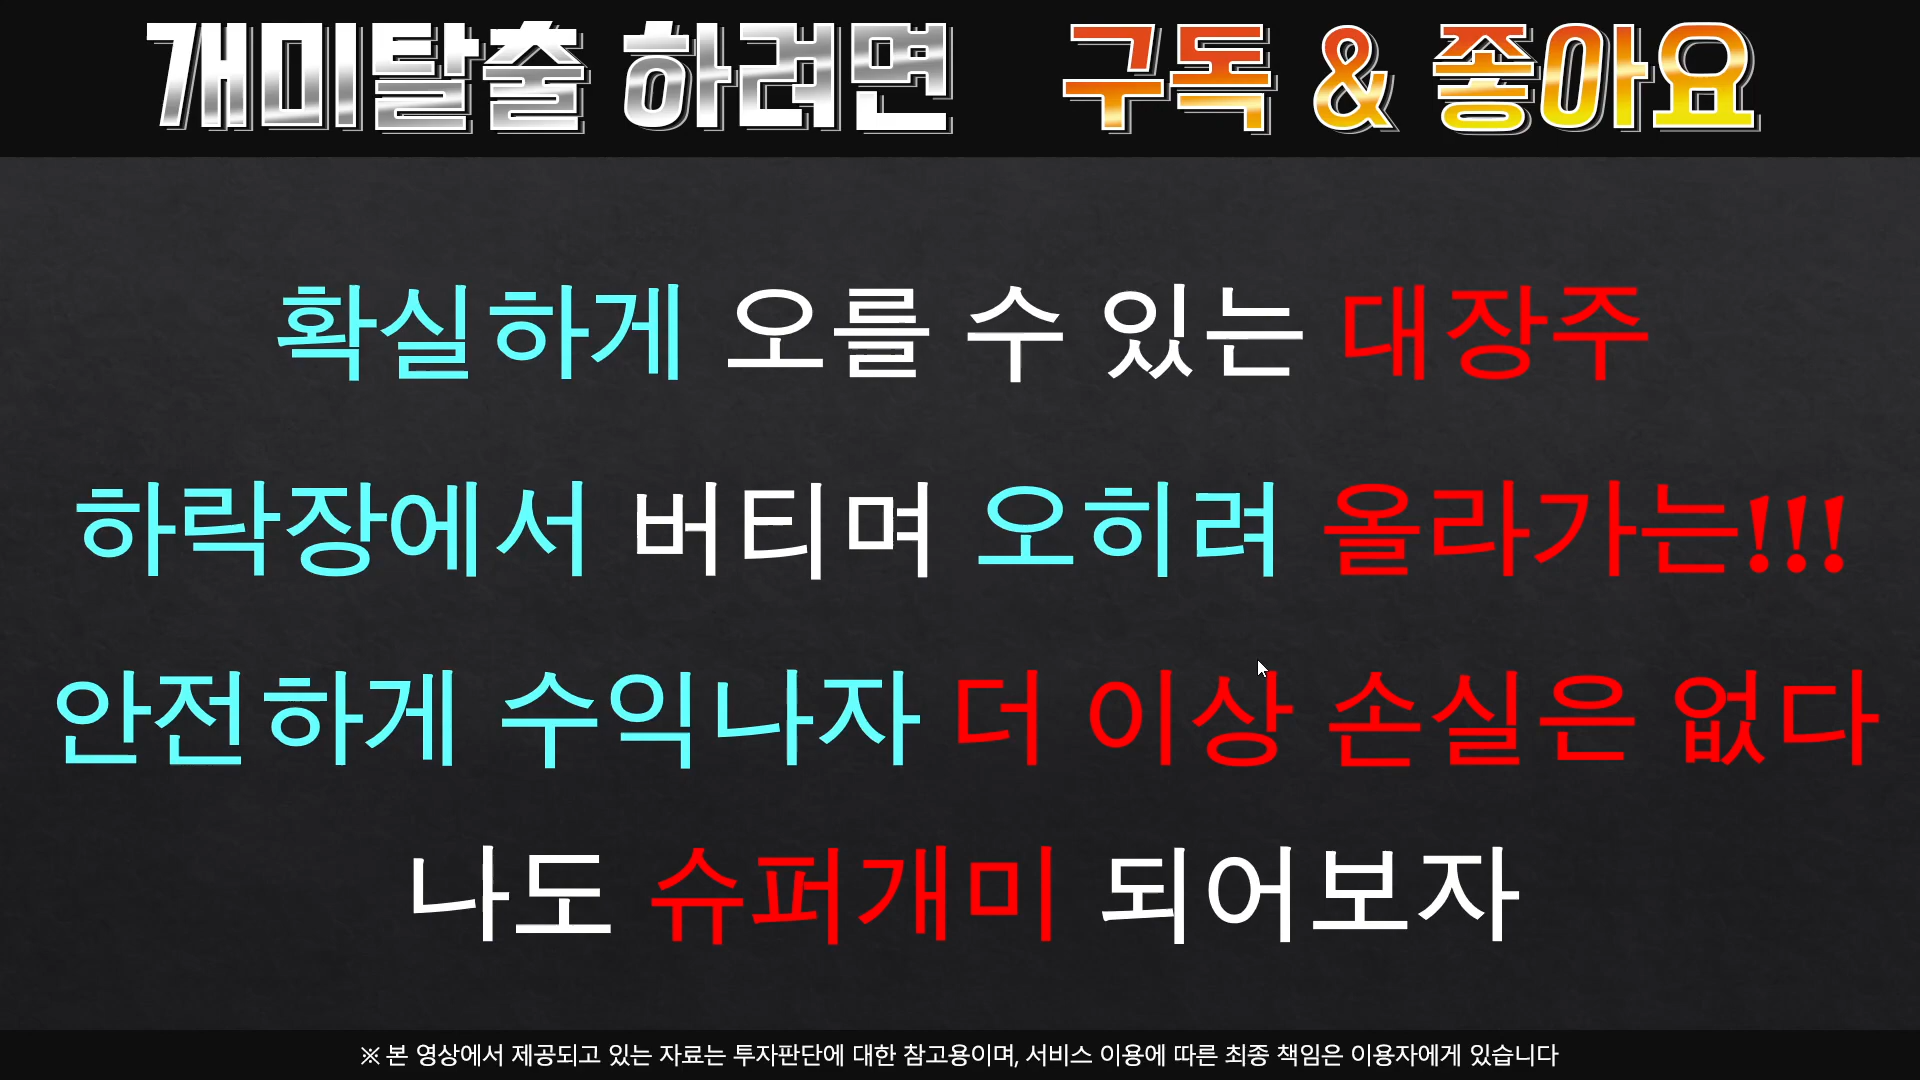 개미탈출 하려면 구독 & 좋아요
확실하게 오를 수 있는 대장주
하락장에서 버티며 오히려 올라가는!!!
안전하게 수익나자 더 이상 손실은 없다
나도 슈퍼개미 되어보자
※ 본 영상에서 제공되고 있는 자료는 투자판단에 대한 참고용이며, 서비스 이용에 따른 최종 책임은 이용자에게 있습니다